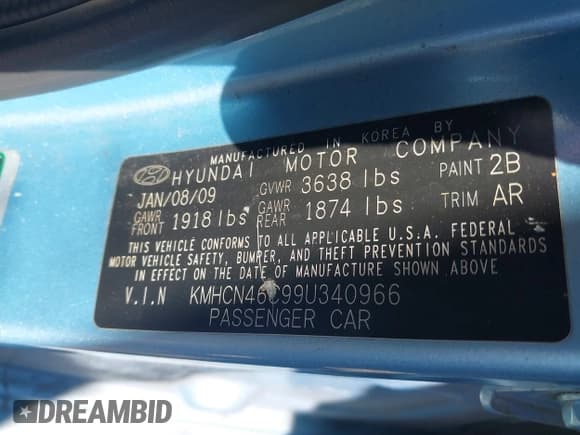 MANUFACTURED IN KOREA BY
HYUNDAI MOTOR COMPANY
JAN/08/09 GVWR 3638 lbs PAINT 2B
GAWR FRONT 1918 lbs GAWR REAR 1874 lbs TRIM AR
THIS VEHICLE CONFORMS TO ALL APPLICABLE U.S.A. FEDERAL
MOTOR VEHICLE SAFETY, BUMPER, AND THEFT PREVENTION STANDARDS
IN EFFECT ON THE DATE OF MANUFACTURE SHOWN ABOVE
V.I.N KMHCN46C99U340966
PASSENGER CAR
DREAMBID